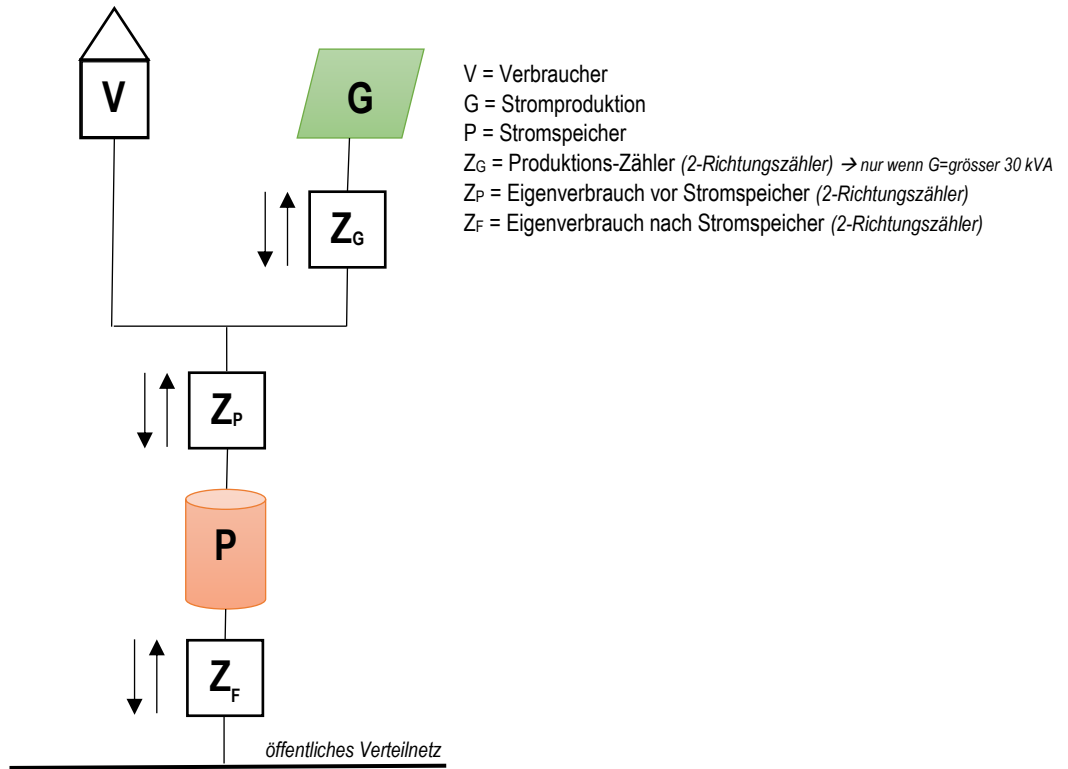 V
G
V = Verbraucher
G = Stromproduktion
P = Stromspeicher
ZG = Produktions-Zähler (2-Richtungszähler) → nur wenn G=grösser 30 kVA
ZP = Eigenverbrauch vor Stromspeicher (2-Richtungszähler)
ZF = Eigenverbrauch nach Stromspeicher (2-Richtungszähler)
ZG
ZP
P
ZF
öffentliches Verteilnetz